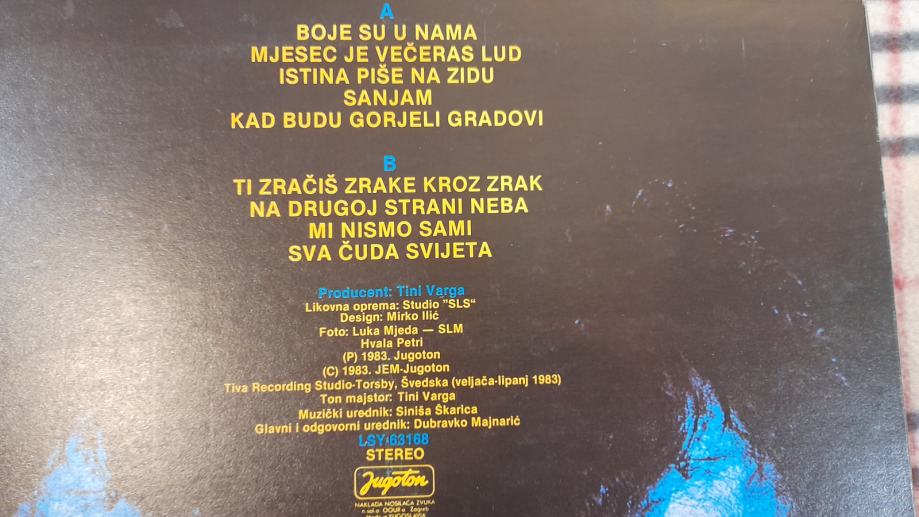 A
BOJE SU U NAMA
MJESEC JE VEČERAS LUD
ISTINA PIŠE NA ZIDU
SANJAM
KAD BUDU GORJELI GRADOVI
B
TI ZRAČIŠ ZRAKE KROZ ZRAK
NA DRUGOJ STRANI NEBA
MI NISMO SAMI
SVA ČUDA SVIJETA
Producent: Tini Varga
Likovna oprema: Studio "SLS“
Design: Mirko Ilić
Foto: Luka Mjeda — SLM
Hvala Petri
(P) 1983. Jugoton
(C) 1983. JEM-Jugoton
Tiva Recording Studio-Torsby, Švedska (veljača-lipanj 1983)
Ton majstor: Tini Varga
Muzički urednik: Siniša Škarica
Glavni i odgovorni urednik: Dubravko Majnarić
LSY 63168
STEREO
Jugoton
NAKLADA NOSILAČA ZVUKA
n. sol. o. OOUR a Zagreb